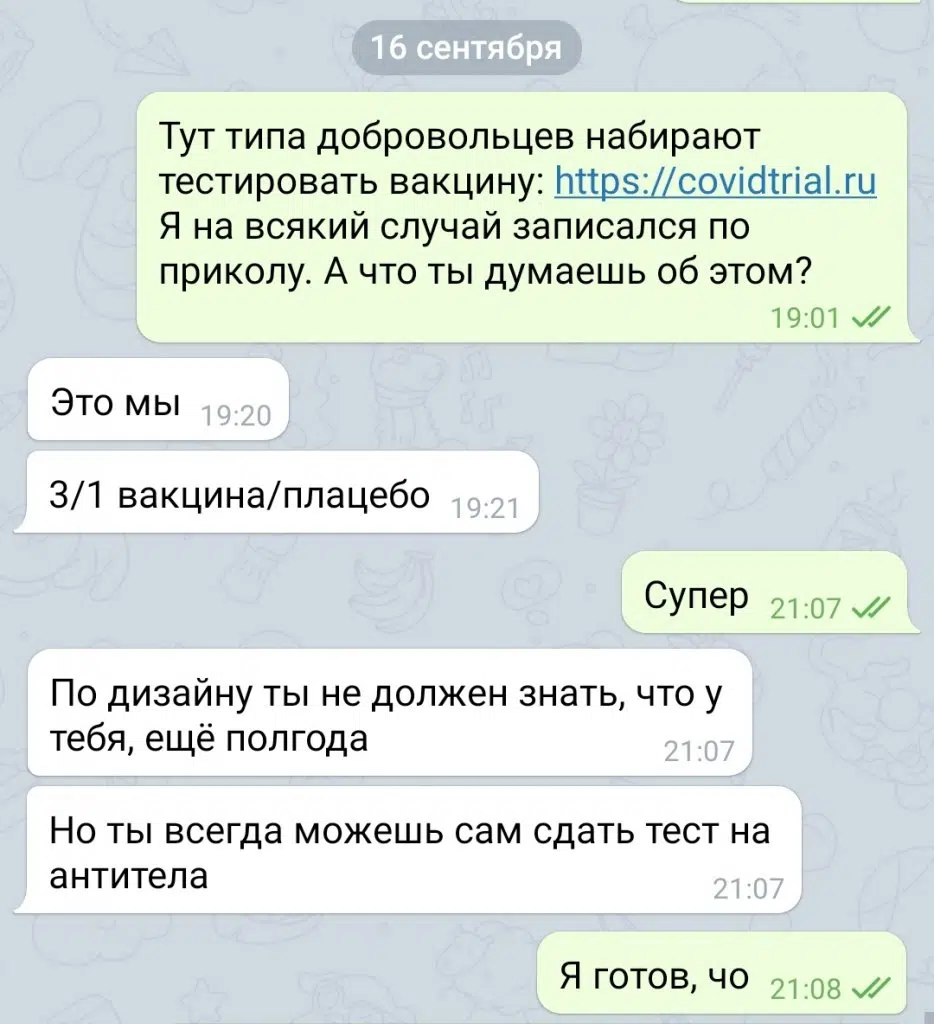 16 сентября
Тут типа добровольцев набирают
тестировать вакцину: https://covidtrial.ru
Я на всякий случай записался по
приколу. А что ты думаешь об этом?
19:01
Это мы 19:20
3/1 вакцина/плацебо 19:21
Супер 21:07
По дизайну ты не должен знать, что у
тебя, ещё полгода 21:07
Но ты всегда можешь сам сдать тест на
антитела 21:07
Я готов, чо 21:08